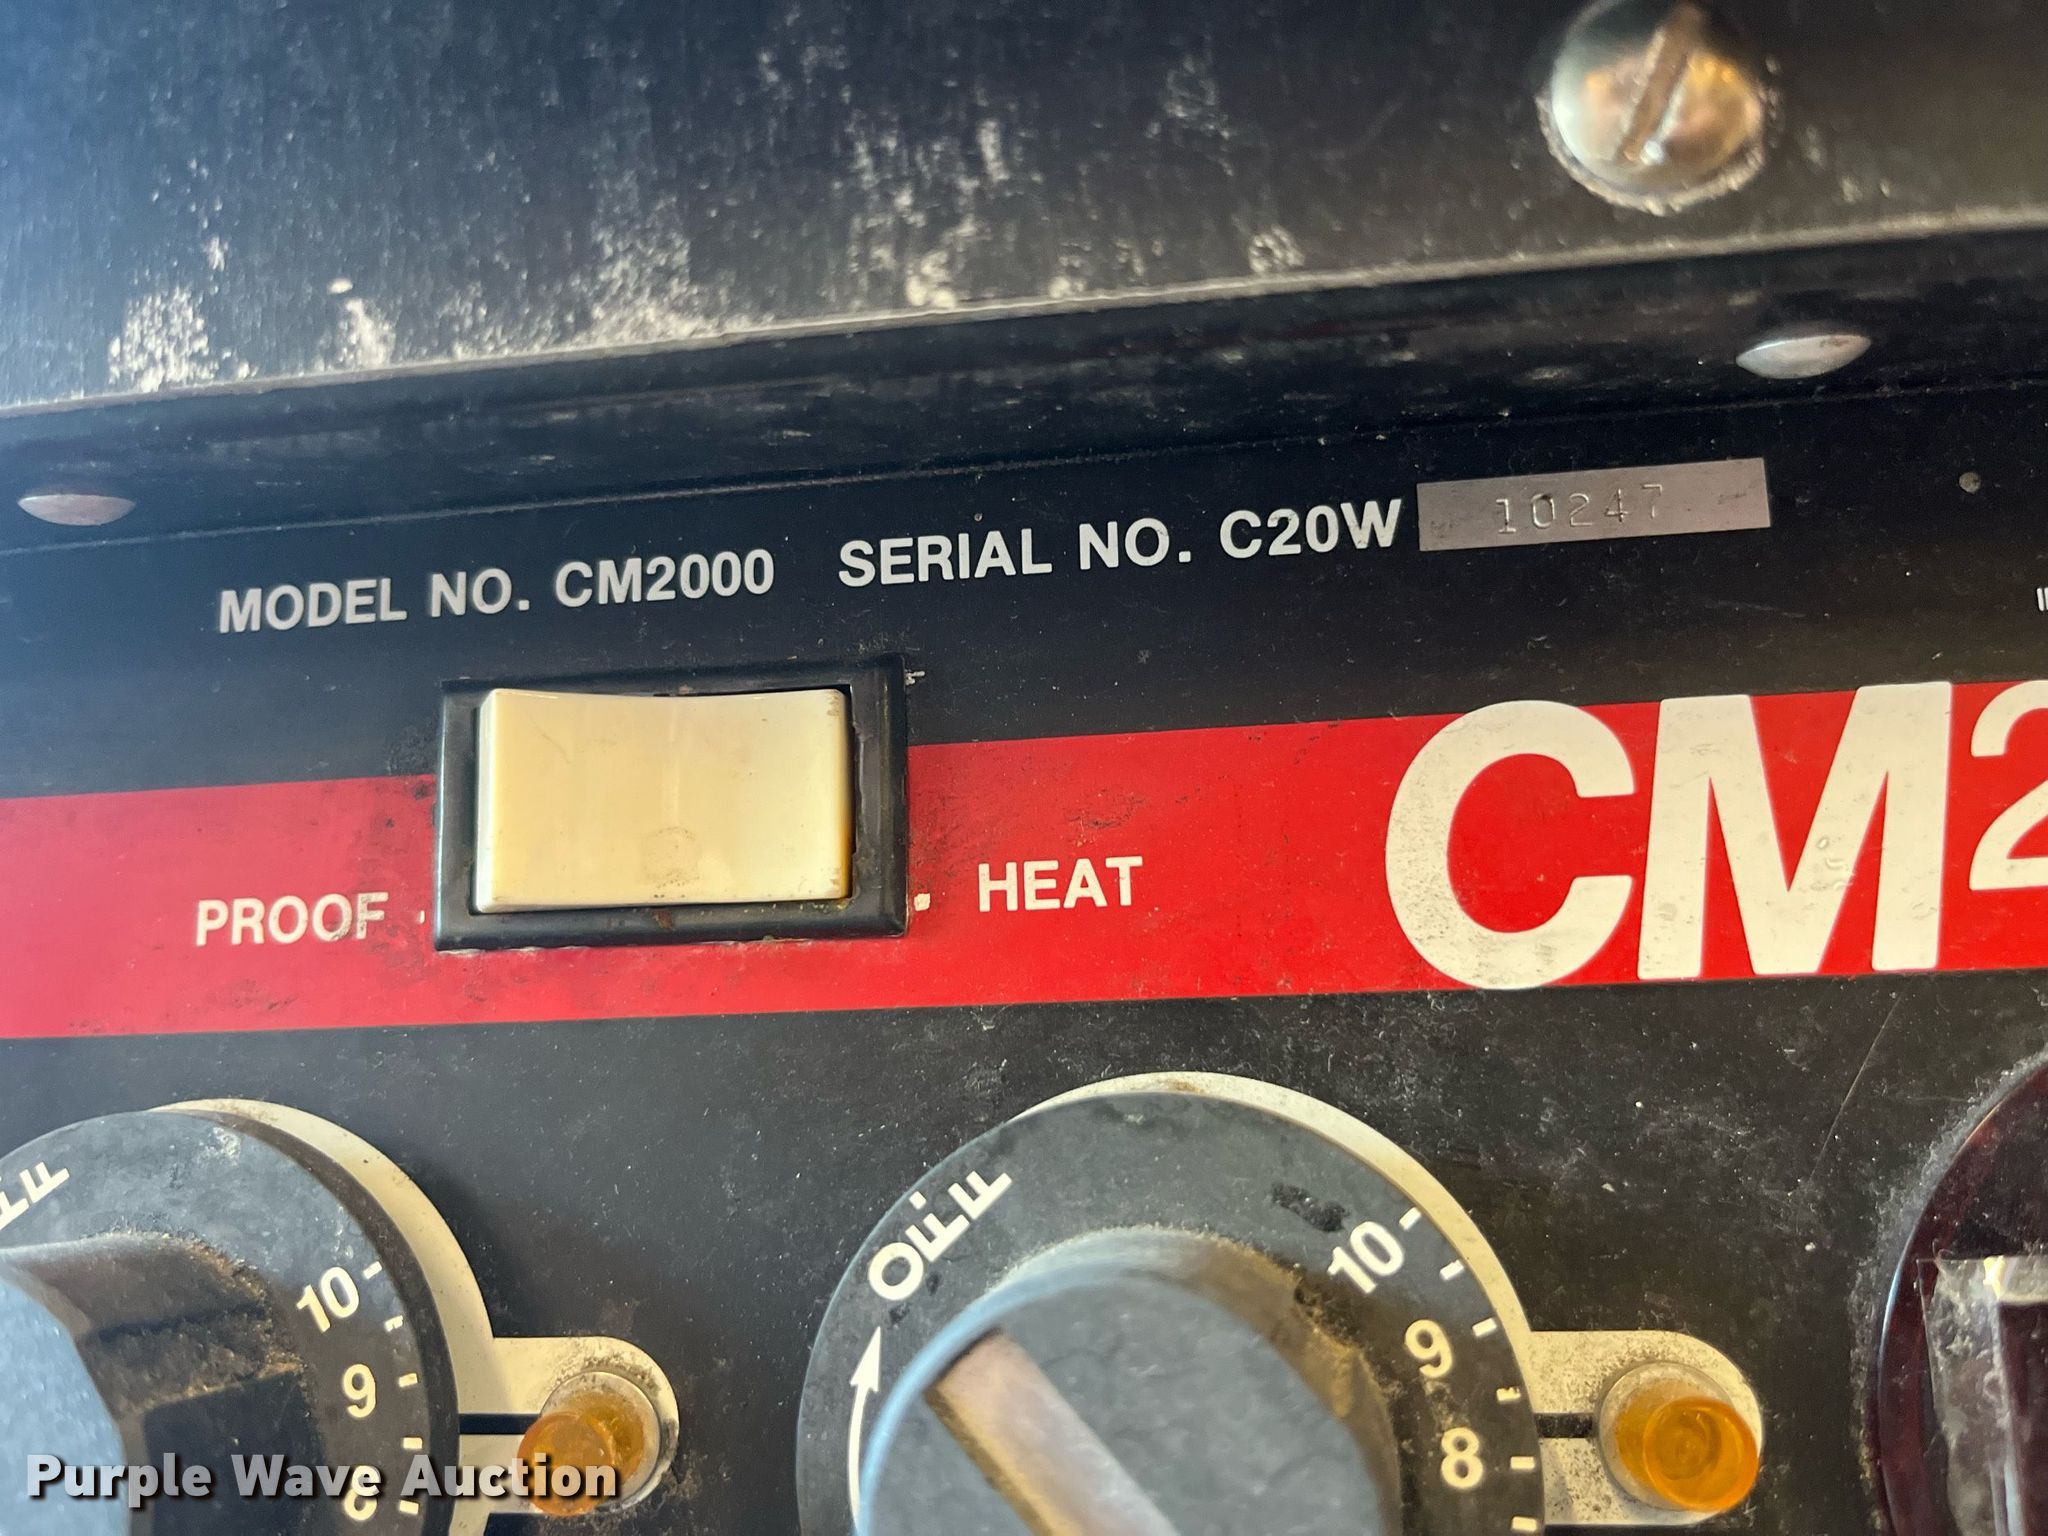 MODEL NO. CM2000 SERIAL NO. C20W 10247
PROOF HEAT
CM2
OFF
10
9
8
OFF
10
9
8
Purple Wave Auction